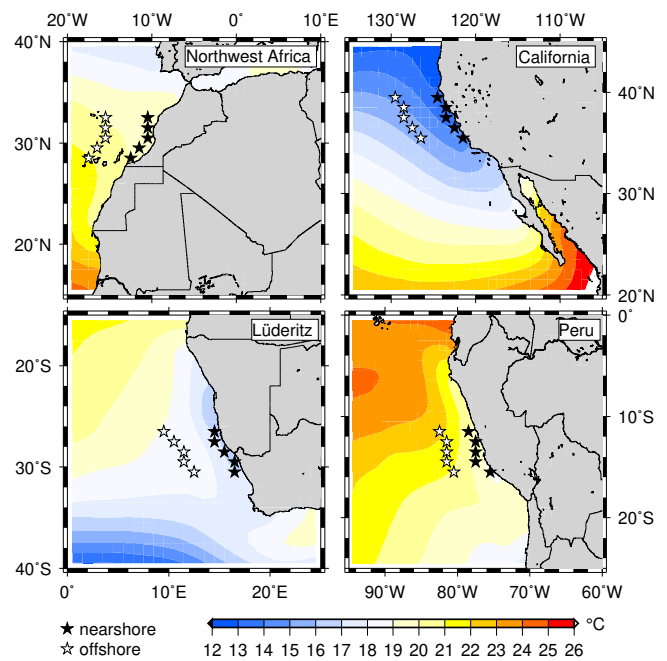 20°W 10°W 0° 10°E
130°W 120°W 110°W
40°N
30°N
20°N
Northwest Africa
California
40°N
30°N
20°N
20°S
30°S
40°S
Lüderitz
Peru
0°
10°S
20°S
0° 10°E 20°E
90°W 80°W 70°W 60°W
nearshore
offshore
°C
12 13 14 15 16 17 18 19 20 21 22 23 24 25 26